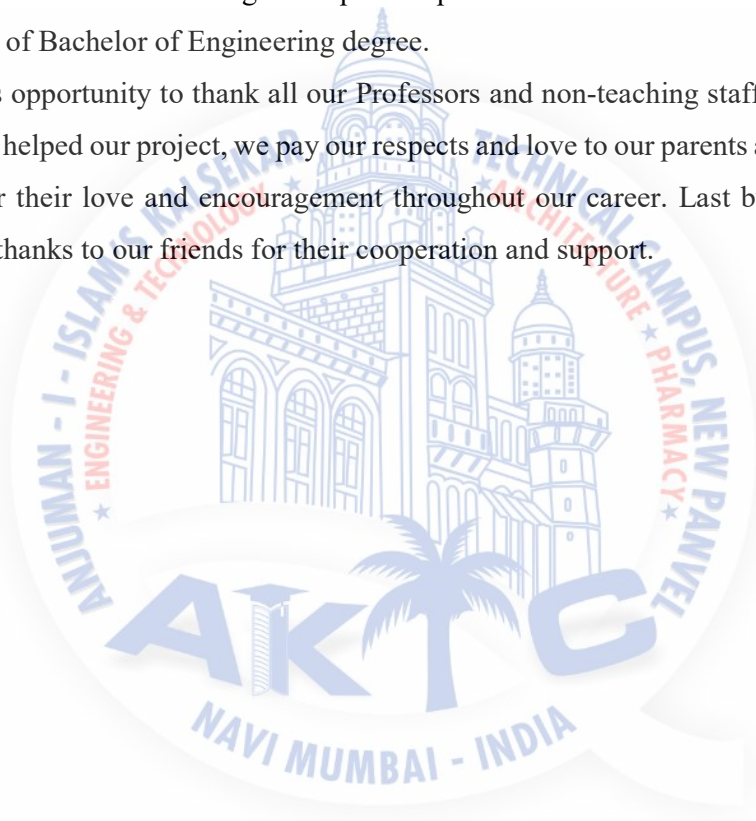 of Bachelor of Engineering degree.
opportunity to thank all our Professors and non-teaching staff
helped our project, we pay our respects and love to our parents
their love and encouragement throughout our career. Last
thanks to our friends for their cooperation and support.
ANJUMAN - I - ISLAM'S KALSEKAR TECHNICAL CAMPUS, NEW PANVEL
ENGINEERING & TECHNOLOGY ARCHITECTURE PHARMACY
AKTC
NAVI MUMBAI - INDIA